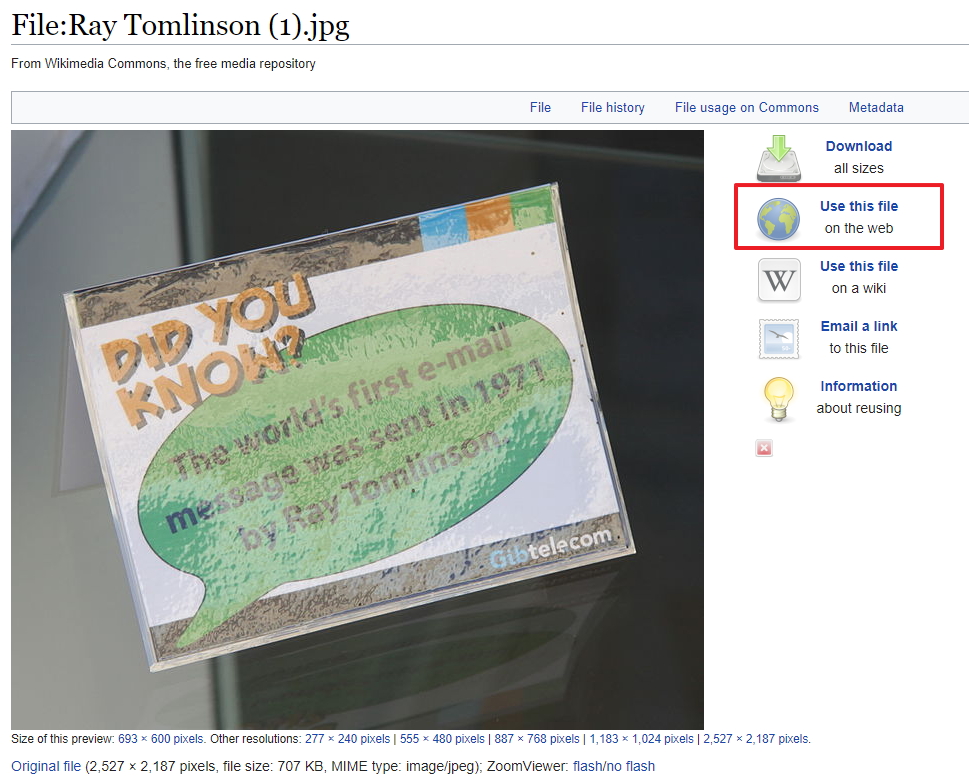 File:Ray Tomlinson (1).jpg
From Wikimedia Commons, the free media repository
File File history File usage on Commons Metadata
DID YOU
KNOW?
The world's first e-mail
message was sent in 1971
by Ray Tomlinson.
Gibtelecom
Download
all sizes
Use this file
on the web
W
Use this file
on a wiki
Email a link
to this file
Information
about reusing
Size of this preview: 693 × 600 pixels. Other resolutions: 277 × 240 pixels | 555 × 480 pixels | 887 × 768 pixels | 1,183 × 1,024 pixels | 2,527 × 2,187 pixels.
Original file (2,527 × 2,187 pixels, file size: 707 KB, MIME type: image/jpeg); ZoomViewer: flash/no flash